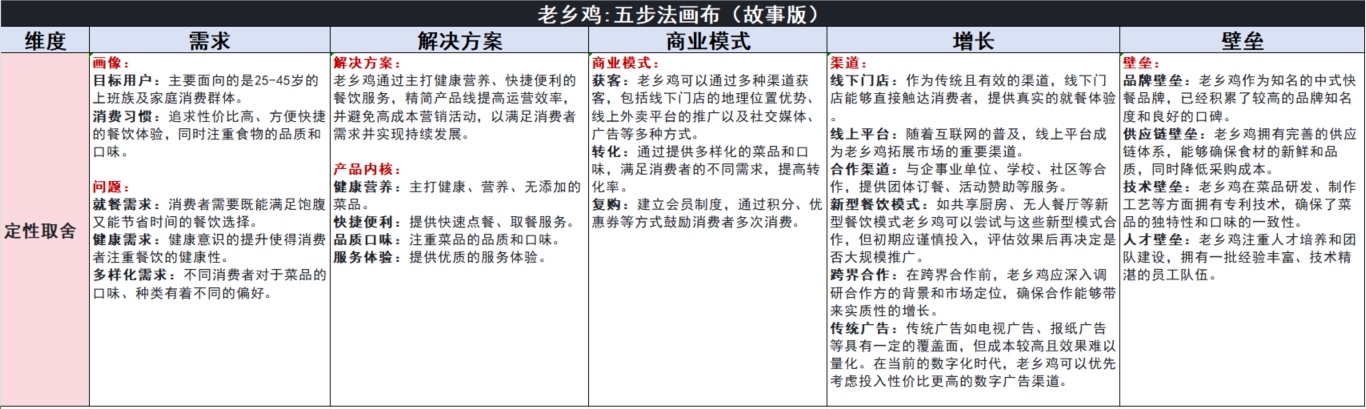 老乡鸡:五步法画布（故事版）
维度
需求
解决方案
商业模式
增长
壁垒
定性取舍
画像：
目标用户：主要面向的是25-45岁的
上班族及家庭消费群体。
消费习惯：追求性价比高、方便快捷
的餐饮体验，同时注重食物的品质和
口味。
问题：
就餐需求：消费者需要既能满足饱腹
又能节省时间的餐饮选择。
健康需求：健康意识的提升使得消费
者注重餐饮的健康性。
多样化需求：不同消费者对于菜品的
口味、种类有着不同的偏好。
解决方案：
老乡鸡通过主打健康营养、快捷便利的
餐饮服务，精简产品线提高运营效率，
并避免高成本营销活动，以满足消费者
需求并实现持续发展。
产品内核：
健康营养：主打健康、营养、无添加的
菜品。
快捷便利：提供快速点餐、取餐服务。
品质口味：注重菜品的品质和口味。
服务体验：提供优质的服务体验。
商业模式：
获客：老乡鸡可以通过多种渠道获
客，包括线下门店的地理位置优势、
线上外卖平台的推广以及社交媒体、
广告等多种方式。
转化：通过提供多样化的菜品和口
味，满足消费者的不同需求，提高转
化率。
复购：建立会员制度，通过积分、优
惠券等方式鼓励消费者多次消费。
渠道：
线下门店：作为传统且有效的渠道，线下门
店能够直接触达消费者，提供真实的就餐体验
。
线上平台：随着互联网的普及，线上平台成
为老乡鸡拓展市场的重要渠道。
合作渠道：与企事业单位、学校、社区等合
作，提供团体订餐、活动赞助等服务。
新型餐饮模式：如共享厨房、无人餐厅等新
型餐饮模式老乡鸡可以尝试与这些新型模式合
作，但初期应谨慎投入，评估效果后再决定是
否大规模推广。
跨界合作：在跨界合作前，老乡鸡应深入调
研合作方的背景和市场定位，确保合作能够带
来实质性的增长。
传统广告：传统广告如电视广告、报纸广告
等具有一定的覆盖面，但成本较高且效果难以
量化。在当前的数字化时代，老乡鸡可以优先
考虑投入性价比更高的数字广告渠道。
壁垒：
品牌壁垒：老乡鸡作为知名的中式快
餐品牌，已经积累了较高的品牌知名
度和良好的口碑。
供应链壁垒：老乡鸡拥有完善的供应
链体系，能够确保食材的新鲜和品
质，同时降低采购成本。
技术壁垒：老乡鸡在菜品研发、制作
工艺等方面拥有专利技术，确保了菜
品的独特性和口味的一致性。
人才壁垒：老乡鸡注重人才培养和团
队建设，拥有一批经验丰富、技术精
湛的员工队伍。